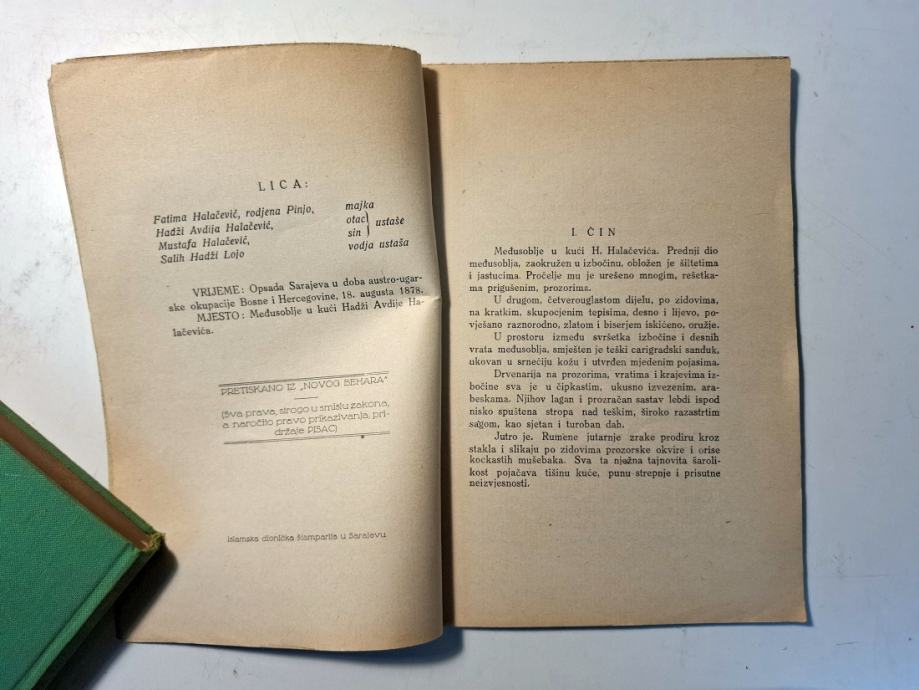 LICA:
Fatima Halačević, rodjena Pinjo, majka
Hadži Avdija Halačević, otac
Mustafa Halačević, sin } ustaše
Salih Hadži Lojo vodja ustaša
VRIJEME: Opsada Sarajeva u doba austro-ugar-
ske okupacije Bosne i Hercegovine, 18. augusta 1878.
MJESTO: Međusoblje u kući Hadži Avdije Ha-
lačevića.
PRETISKANO IZ „NOVOG BEHARA"
(Sva prava, strogo u smislu zakona,
a naročito pravo prikazivanja, pri-
držaje PISAC)
Islamska dionička štamparija u Sarajevu
I. ČIN
Međusoblje u kući H. Halačevića. Prednji dio
međusoblja, zaokružen u izbočinu, obložen je šiltetima
i jastucima. Pročelje mu je urešeno mnogim, rešetka-
ma prigušenim, prozorima.
U drugom, četverouglastom dijelu, po zidovima,
na kratkim, skupocjenim tepisima, desno i lijevo, po-
vješano raznorodno, zlatom i biserjem iskićeno, oružje.
U prostoru između svršetka izbočine i desnih
vrata međusoblja, smješten je teški carigradski sanduk,
ukovan u srnećiju kožu i utvrđen mjedenim pojasima.
Drvenarija na prozorima, vratima i krajevima iz-
bočine sva je u čipkastim, ukusno izvezenim, ara-
beskama. Njihov lagan i prozračan sastav lebdi ispod
nisko spuštena stropa nad teškim, široko razastrtim
sagom, kao sjetan i turoban dab.
Jutro je. Rumene jutarnje zrake prodiru kroz
stakla i slikaju po zidovima prozorske okvire i orise
kockastih mušebaka. Sva ta nježna tajnovita šaroli-
kost pojačava tišinu kuće, punu strepnje i prisutne
neizvjesnosti.